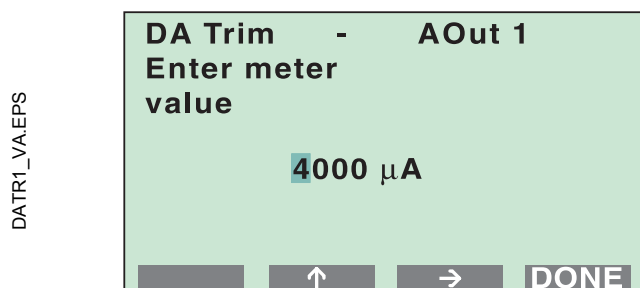 DATR1_VA.EPS
DA Trim - AOut 1
Enter meter
value
4000 μA
↑ → DONE